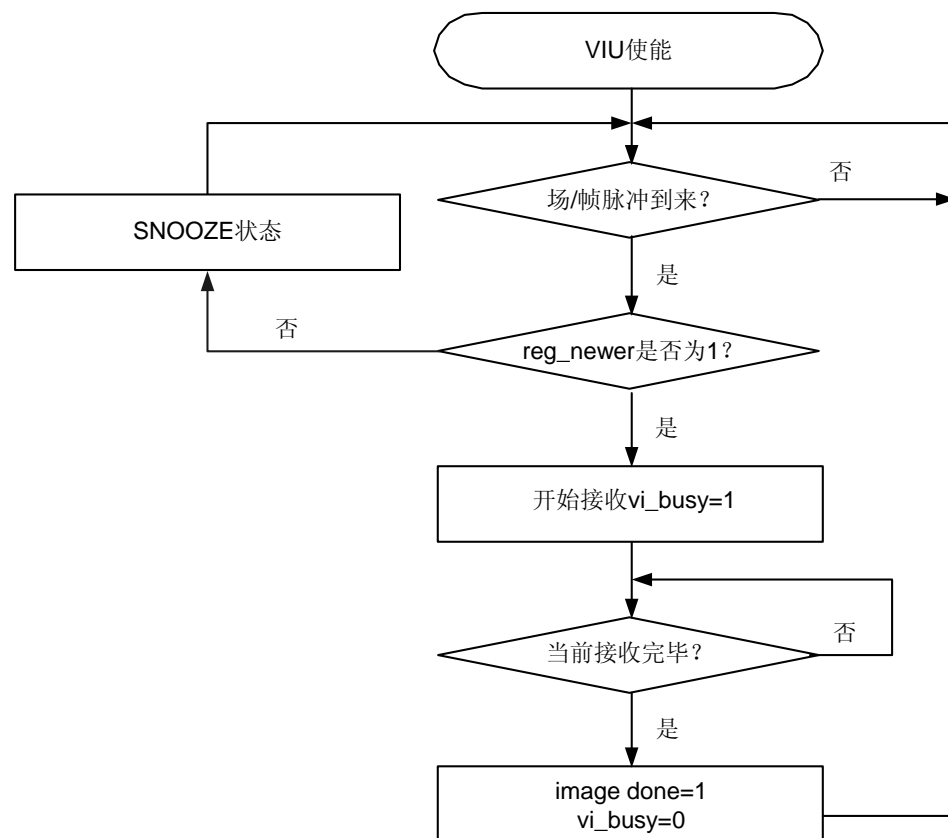 VIU使能
场/帧脉冲到来？
否
SNOOZE状态
是
否
reg_newer是否为1？
是
开始接收vi_busy=1
当前接收完毕？
否
是
image done=1
vi_busy=0